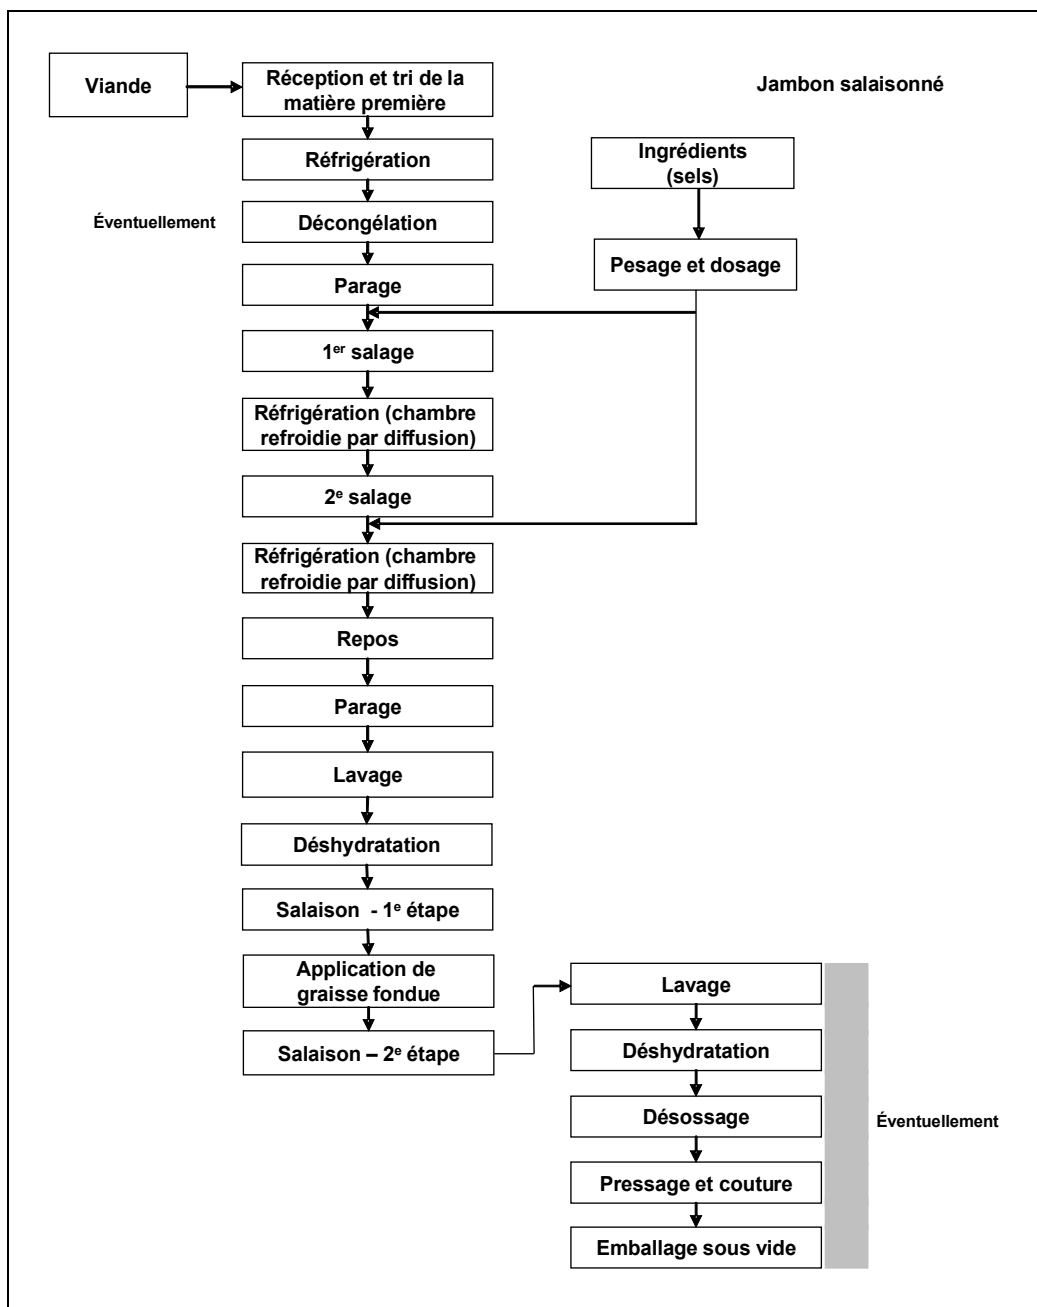 Viande
Réception et tri de la
matière première
Jambon salaisonné
Réfrigération
Ingrédients
(sels)
Éventuellement
Décongélation
Pesage et dosage
Parage
1er salage
Réfrigération (chambre
refroidie par diffusion)
2e salage
Réfrigération (chambre
refroidie par diffusion)
Repos
Parage
Lavage
Déshydratation
Salaison - 1e étape
Application de
graisse fondue
Salaison – 2e étape
Lavage
Déshydratation
Désossage
Éventuellement
Pressage et couture
Emballage sous vide